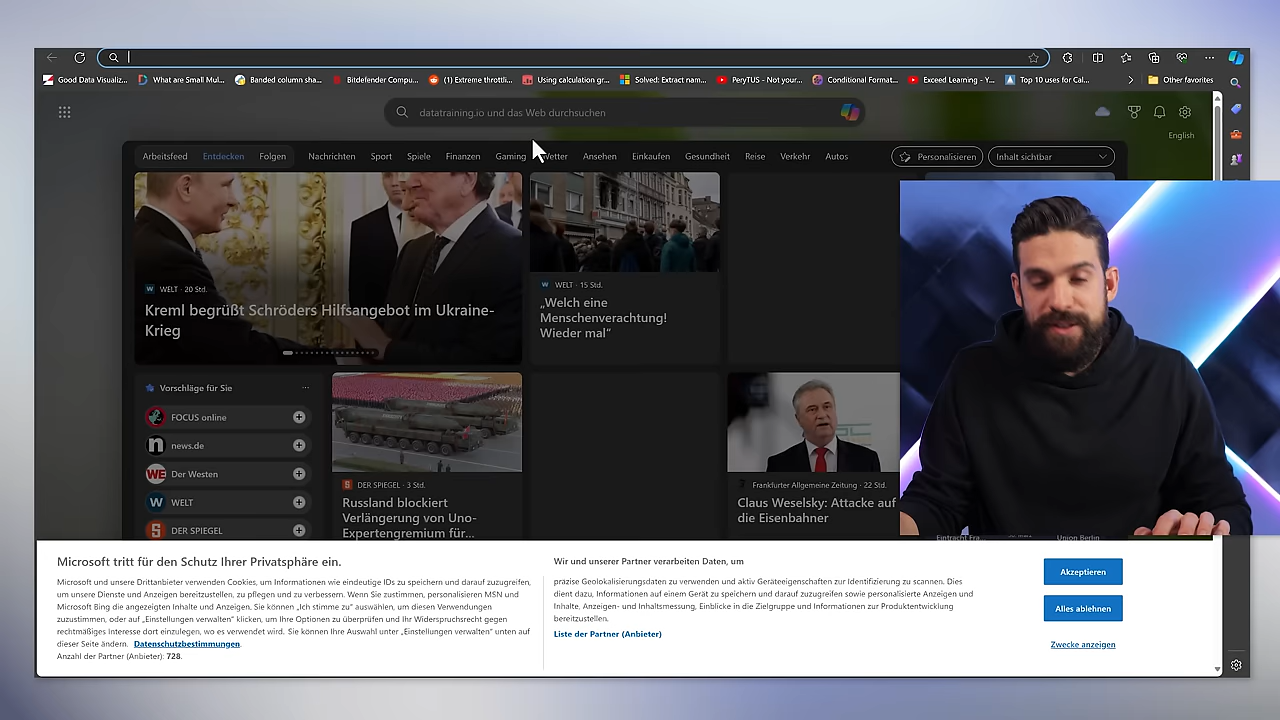 Good Data Visualiz...
What are Small Mul...
Banded column sha...
Bitdefender Compu...
(1) Extreme throttli...
Using calculation gr...
Solved: Extract nam...
PeryTUS - Not your...
Conditional Format...
Exceed Learning - Y...
Top 10 uses for Cal...
Other favorites
datatraining.io und das Web durchsuchen
English
Arbeitsfeed
Entdecken
Folgen
Nachrichten
Sport
Spiele
Finanzen
Gaming
Wetter
Ansehen
Einkaufen
Gesundheit
Reise
Verkehr
Autos
Personalisieren
Inhalt sichtbar
WELT · 20 Std.
Kreml begrüßt Schröders Hilfsangebot im Ukraine-
Krieg
WELT · 15 Std.
„Welch eine
Menschenverachtung!
Wieder mal“
Vorschläge für Sie
FOCUS online
news.de
Der Westen
WELT
DER SPIEGEL
DER SPIEGEL · 3 Std.
Russland blockiert
Verlängerung von Uno-
Expertengremium für...
Frankfurter Allgemeine Zeitung · 22 Std.
Claus Weselsky: Attacke auf
die Eisenbahner
Eintracht Fra...
Union Berlin
Microsoft tritt für den Schutz Ihrer Privatsphäre ein.
Microsoft und unsere Drittanbieter verwenden Cookies, um Informationen wie eindeutige IDs zu speichern und darauf zuzugreifen,
um unsere Dienste und Anzeigen bereitzustellen, zu pflegen und zu verbessern. Wenn Sie zustimmen, personalisieren MSN und
Microsoft Bing die angezeigten Inhalte und Anzeigen. Sie können „Ich stimme zu“ auswählen, um diesen Verwendungen
zuzustimmen, oder auf „Einstellungen verwalten“ klicken, um Ihre Optionen zu überprüfen und Ihr Widerspruchsrecht gegen
rechtmäßiges Interesse dort einzulegen, wo es verwendet wird. Sie können Ihre Auswahl unter „Einstellungen verwalten“ unten auf
dieser Seite ändern. Datenschutzbestimmungen.
Anzahl der Partner (Anbieter): 728.
Wir und unserer Partner verarbeiten Daten, um
präzise Geolokalisierungsdaten zu verwenden und aktiv Geräteeigenschaften zur Identifizierung zu scannen. Dies
dient dazu, Informationen auf einem Gerät zu speichern und darauf zuzugreifen sowie personalisierte Anzeigen und
Inhalte, Anzeigen- und Inhaltsmessung, Einblicke in die Zielgruppe und Informationen zur Produktentwicklung
bereitzustellen.
Liste der Partner (Anbieter)
Akzeptieren
Alles ablehnen
Zwecke anzeigen